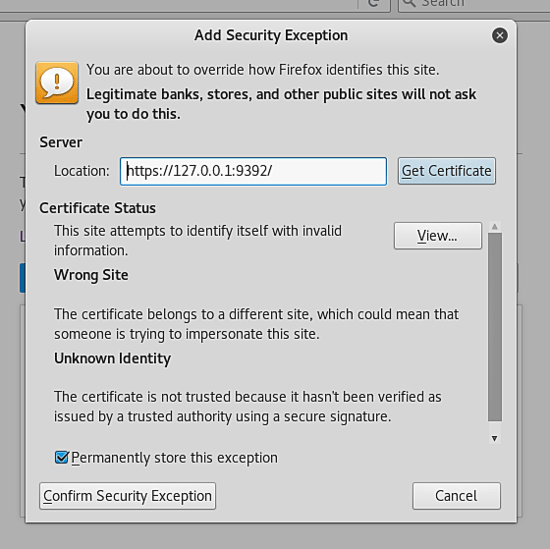 Search
Add Security Exception
You are about to override how Firefox identifies this site.
Legitimate banks, stores, and other public sites will not ask
you to do this.
Server
Location: https://127.0.0.1:9392/ Get Certificate
Certificate Status
This site attempts to identify itself with invalid
information.
View...
Wrong Site
The certificate belongs to a different site, which could mean that
someone is trying to impersonate this site.
Unknown Identity
The certificate is not trusted because it hasn't been verified as
issued by a trusted authority using a secure signature.
Permanently store this exception
Confirm Security Exception Cancel